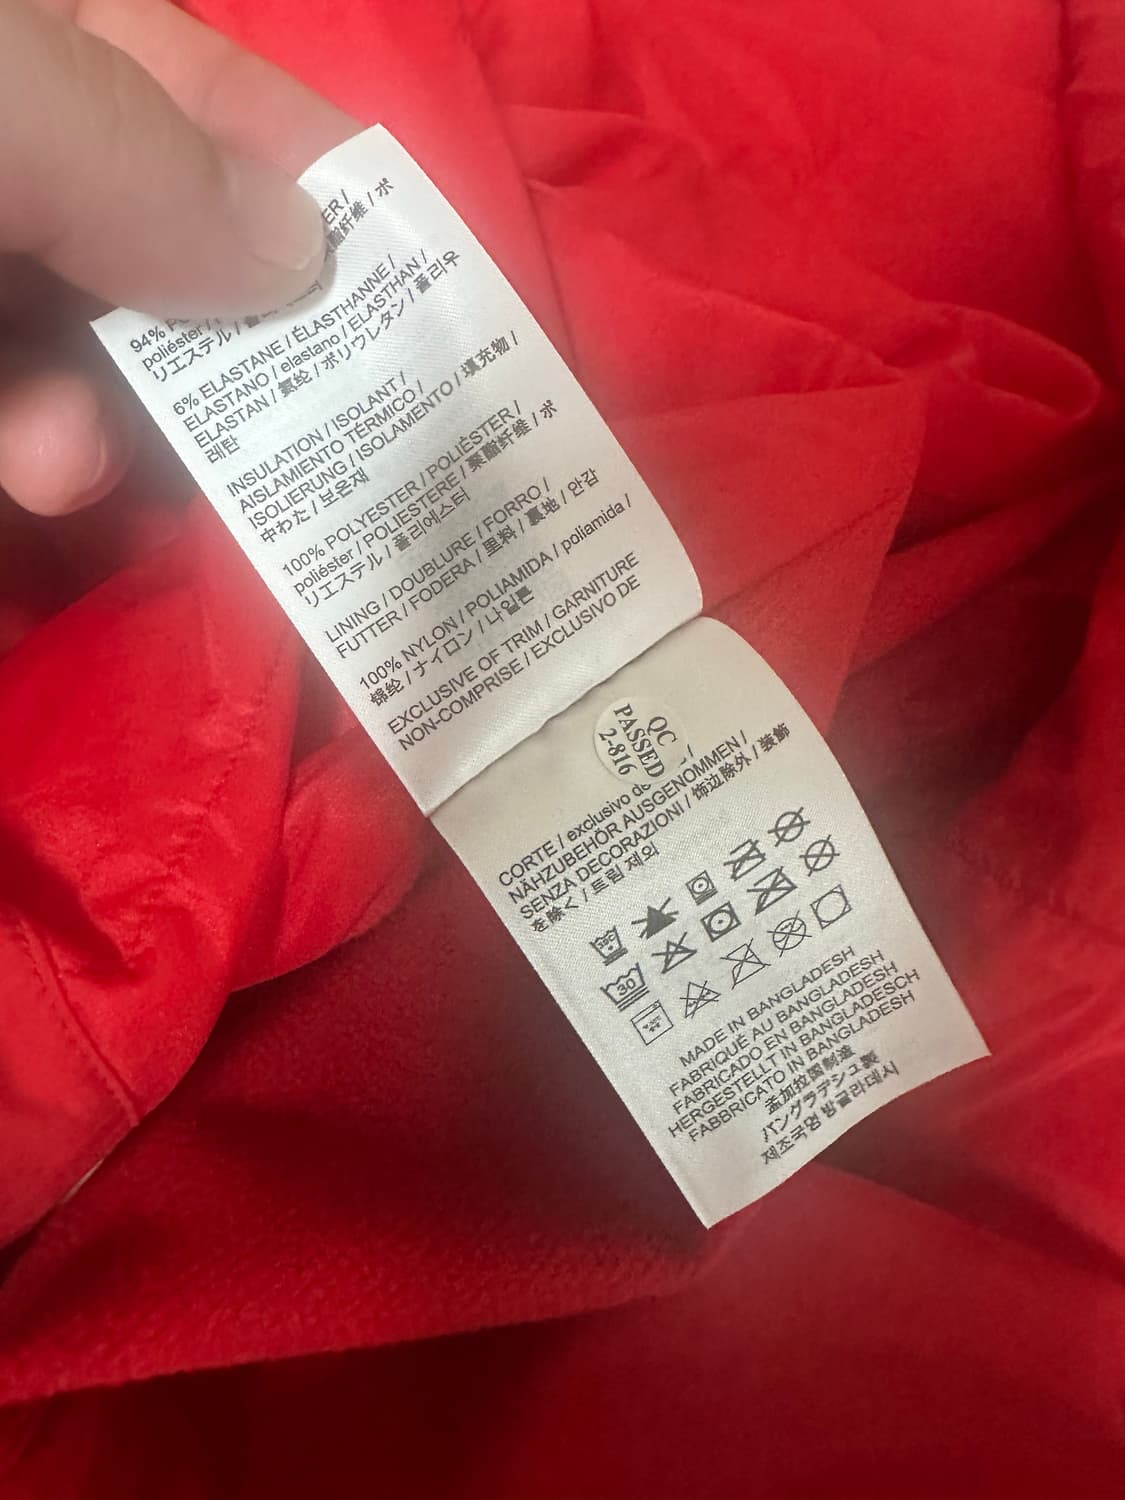 94%
poliéster /
リエステル /
ER /
聚酯纤维 / ポ
6% ELASTANE / ÉLASTHANNE /
ELASTANO / elastano / ELASTHAN /
ELASTAN / 氨纶 / ポリウレタン / 폴리우
레탄
INSULATION / ISOLANT /
AISLAMIENTO TÉRMICO /
ISOLIERUNG / ISOLAMENTO / 填充物 /
中わた / 보온재
100% POLYESTER / POLIÉSTER /
poliéster / POLIESTERE / 聚酯纤维 / ポ
リエステル / 폴리에스터
LINING / DOUBLURE / FORRO /
FUTTER / FODERA / 里料 / 裏地 / 안감
100% NYLON / POLIAMIDA / poliamida /
锦纶 / ナイロン / 나일론
EXCLUSIVE OF TRIM / GARNITURE
NON-COMPRISE / EXCLUSIVO DE
QC
PASSED
2-816
CORTE / exclusivo de
NÄHZUBEHÖR AUSGENOMMEN /
SENZA DECORAZIONI / 饰边除外 / 装飾
を除く / 트림 제외
30
MADE IN BANGLADESH
FABRIQUÉ AU BANGLADESH
FABRICADO EN BANGLADESH
HERGESTELLT IN BANGLADESCH
FABBRICATO IN BANGLADESH
孟加拉国制造
バングラデシュ製
제조국명 방글라데시